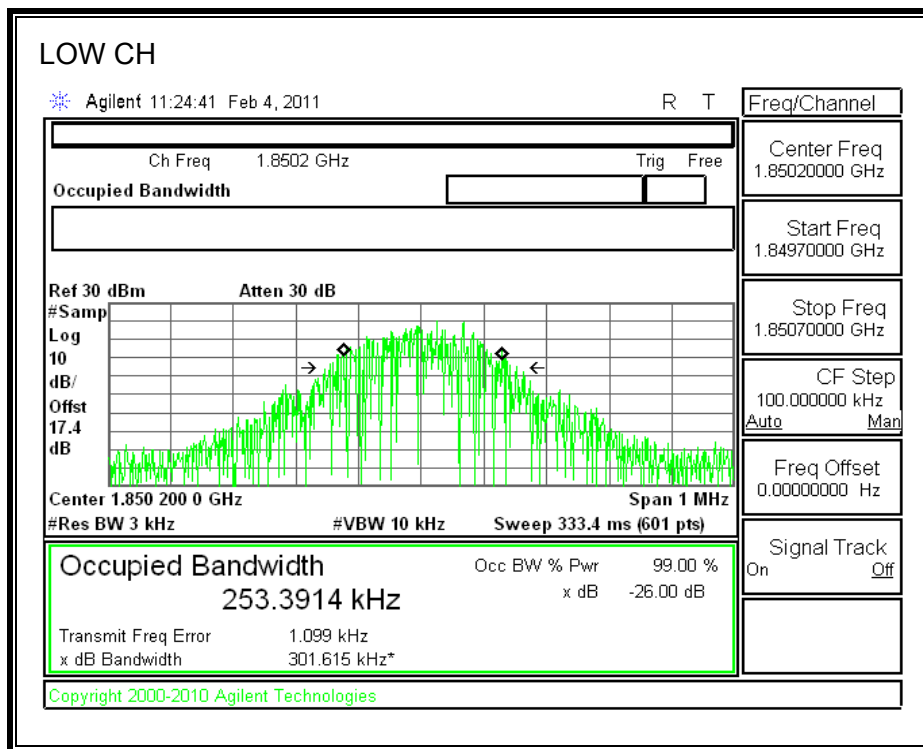 LOW CH
Agilent 11:24:41 Feb 4, 2011 R T
Ch Freq 1.8502 GHz Trig Free
Occupied Bandwidth
Ref 30 dBm Atten 30 dB
#Samp
Log
10
dB/
Offst
17.4
dB
Center 1.850 200 0 GHz Span 1 MHz
#Res BW 3 kHz #VBW 10 kHz Sweep 333.4 ms (601 pts)
Occupied Bandwidth Occ BW % Pwr 99.00 %
253.3914 kHz x dB -26.00 dB
Transmit Freq Error 1.099 kHz
x dB Bandwidth 301.615 kHz*
Copyright 2000-2010 Agilent Technologies
Freq/Channel
Center Freq
1.85020000 GHz
Start Freq
1.84970000 GHz
Stop Freq
1.85070000 GHz
CF Step
100.000000 kHz
Auto Man
Freq Offset
0.00000000 Hz
Signal Track
On Off